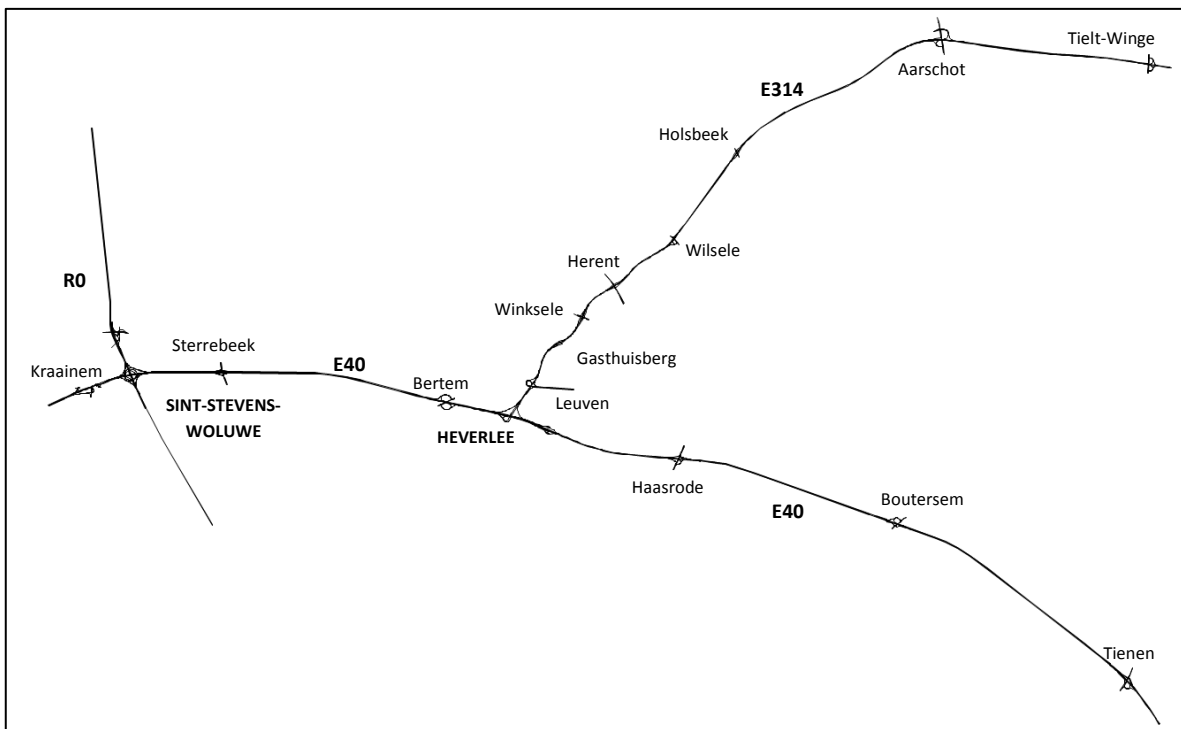 Tielt-Winge
Aarschot
E314
Holsbeek
Wilsele
Herent
R0
Winksele
Sterrebeek
Gasthuisberg
Kraainem
E40
Bertem
SINT-STEVENS-
WOLUWE
Leuven
HEVERLEE
Haasrode
Boutersem
E40
Tienen